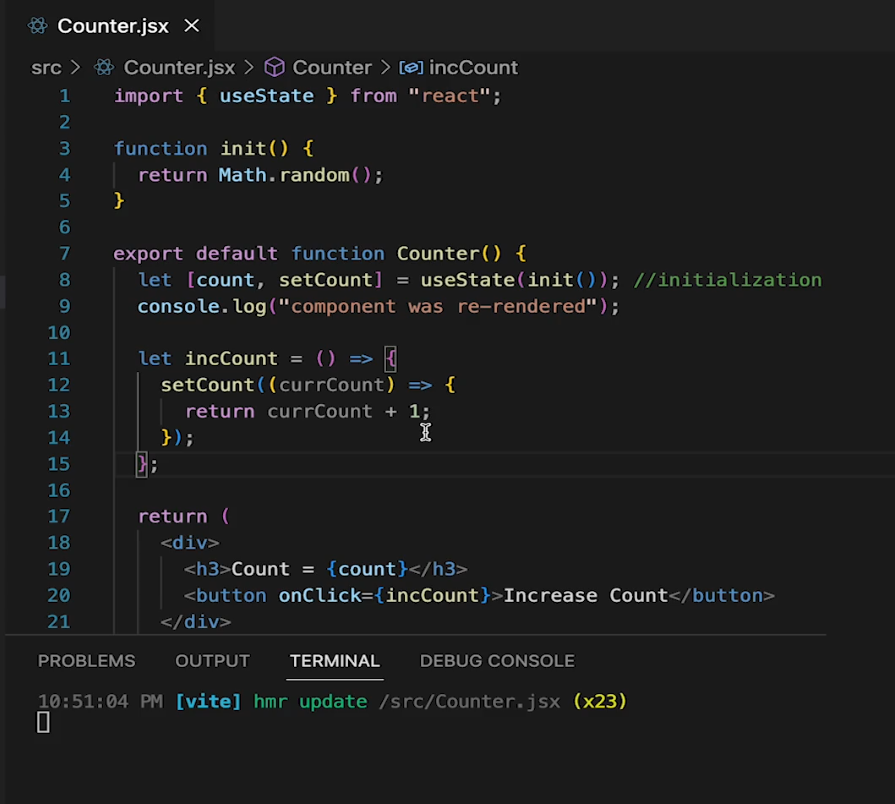 Counter.jsx ×
src > Counter.jsx > Counter > incCount
1 import { useState } from "react";
2
3 function init() {
4   return Math.random();
5 }
6
7 export default function Counter() {
8   let [count, setCount] = useState(init()); //initialization
9   console.log("component was re-rendered");
10
11   let incCount = () => {
12     setCount((currCount) => {
13       return currCount + 1;
14     });
15   };
16
17   return (
18     <div>
19       <h3>Count = {count}</h3>
20       <button onClick={incCount}>Increase Count</button>
21     </div>
PROBLEMS OUTPUT TERMINAL DEBUG CONSOLE
10:51:04 PM [vite] hmr update /src/Counter.jsx (x23)